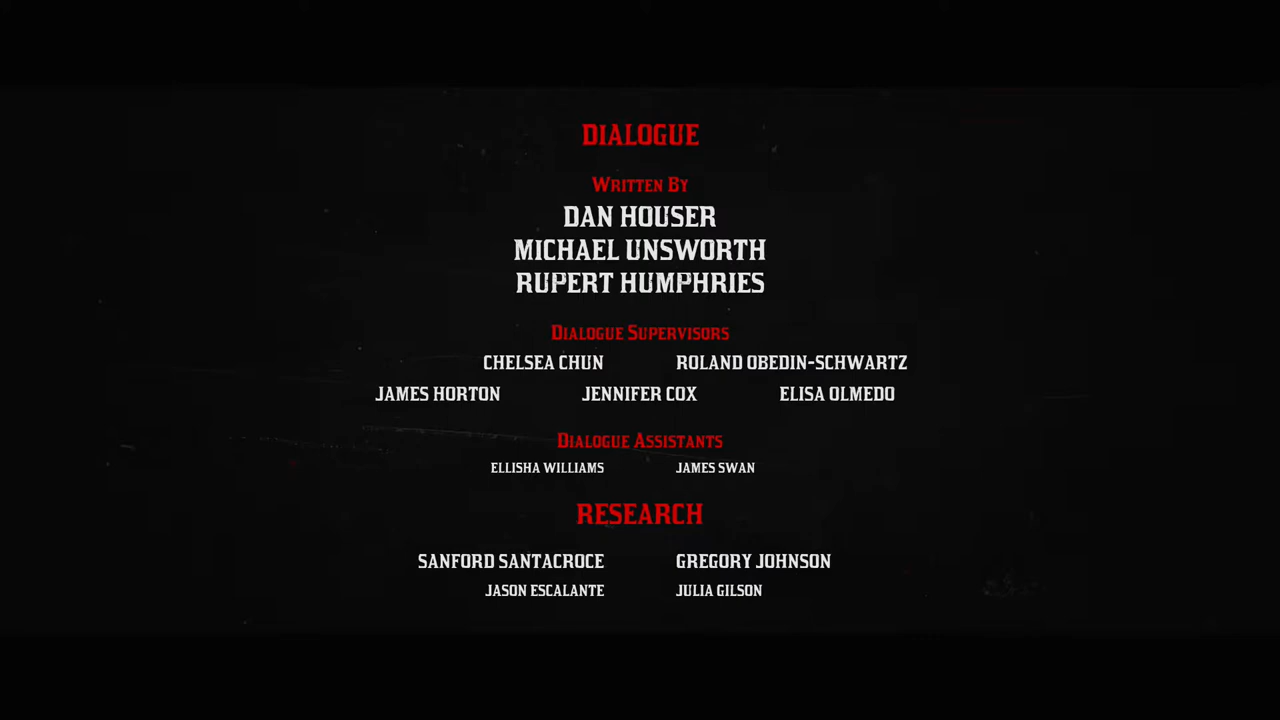 DIALOGUE
WRITTEN BY
DAN HOUSER
MICHAEL UNSWORTH
RUPERT HUMPHRIES
DIALOGUE SUPERVISORS
CHELSEA CHUN ROLAND OBEDIN-SCHWARTZ
JAMES HORTON JENNIFER COX ELISA OLMEDO
DIALOGUE ASSISTANTS
ELLISHA WILLIAMS JAMES SWAN
RESEARCH
SANFORD SANTACROCE GREGORY JOHNSON
JASON ESCALANTE JULIA GILSON